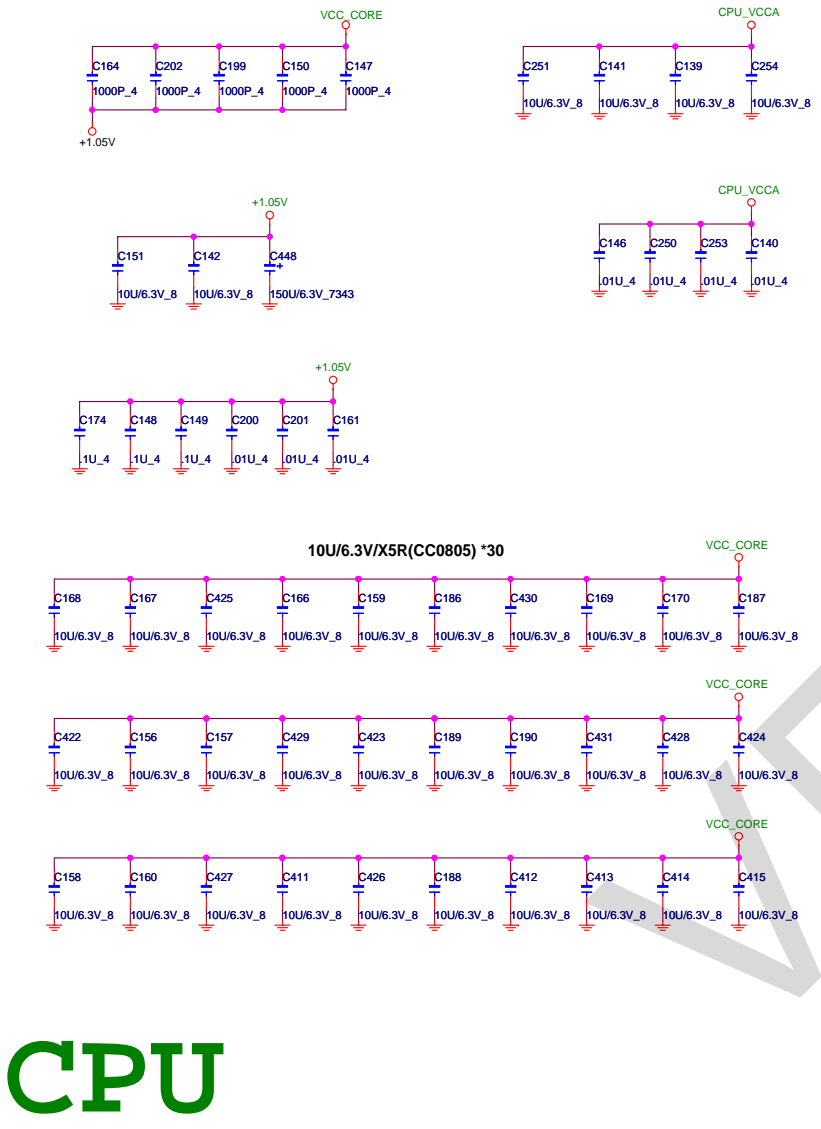 VCC_CORE
C164 C202 C199 C150 C147
1000P_4 1000P_4 1000P_4 1000P_4 1000P_4
+1.05V
CPU_VCCA
C251 C141 C139 C254
10U/6.3V_8 10U/6.3V_8 10U/6.3V_8 10U/6.3V_8
+1.05V
C151 C142 C448
+
10U/6.3V_8 10U/6.3V_8 150U/6.3V_7343
CPU_VCCA
C146 C250 C253 C140
.01U_4 .01U_4 .01U_4 .01U_4
+1.05V
C174 C148 C149 C200 C201 C161
.1U_4 .1U_4 .1U_4 .01U_4 .01U_4 .01U_4
10U/6.3V/X5R(CC0805) *30
VCC_CORE
C168 C167 C425 C166 C159 C186 C430 C169 C170 C187
10U/6.3V_8 10U/6.3V_8 10U/6.3V_8 10U/6.3V_8 10U/6.3V_8 10U/6.3V_8 10U/6.3V_8 10U/6.3V_8 10U/6.3V_8 10U/6.3V_8
VCC_CORE
C422 C156 C157 C429 C423 C189 C190 C431 C428 C424
10U/6.3V_8 10U/6.3V_8 10U/6.3V_8 10U/6.3V_8 10U/6.3V_8 10U/6.3V_8 10U/6.3V_8 10U/6.3V_8 10U/6.3V_8 10U/6.3V_8
VCC_CORE
C158 C160 C427 C411 C426 C188 C412 C413 C414 C415
10U/6.3V_8 10U/6.3V_8 10U/6.3V_8 10U/6.3V_8 10U/6.3V_8 10U/6.3V_8 10U/6.3V_8 10U/6.3V_8 10U/6.3V_8 10U/6.3V_8
CPU